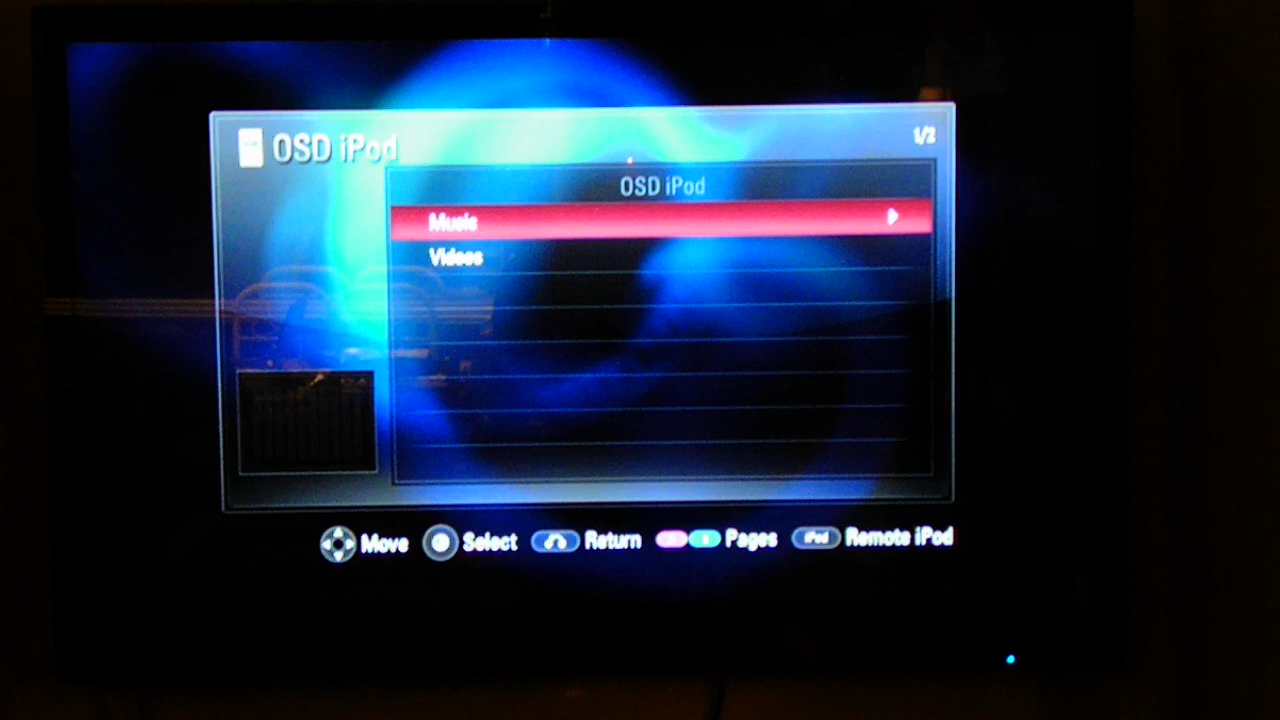 OSD iPod
1/2
OSD iPod
Music
Videos
Move Select Return Pages iPod Remote iPod